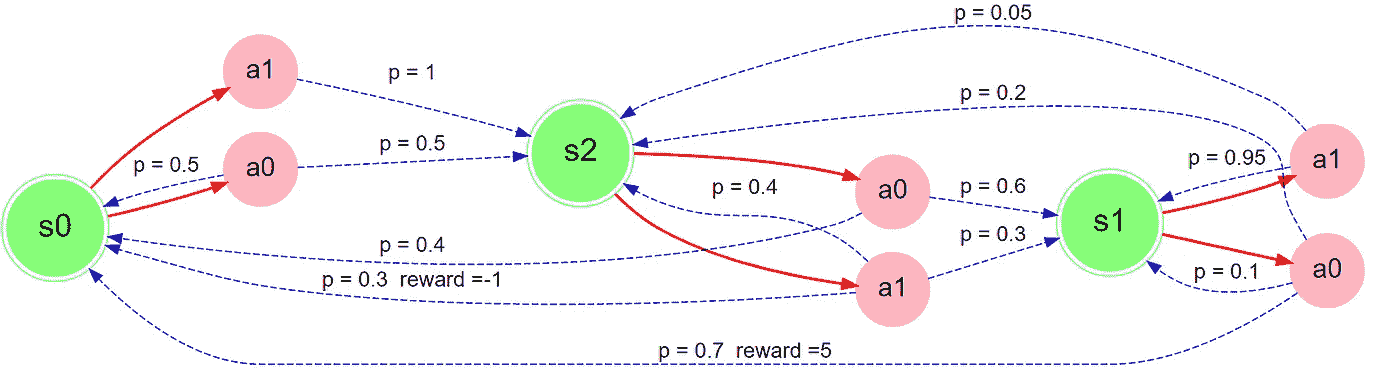 p = 0.05
a1
p = 1
p = 0.2
p = 0.5
s2
a1
p = 0.5
a0
p = 0.95
p = 0.4
a0
p = 0.6
s0
s1
p = 0.4
p = 0.3
p = 0.3  reward =-1
a1
p = 0.1
a0
p = 0.7  reward =5